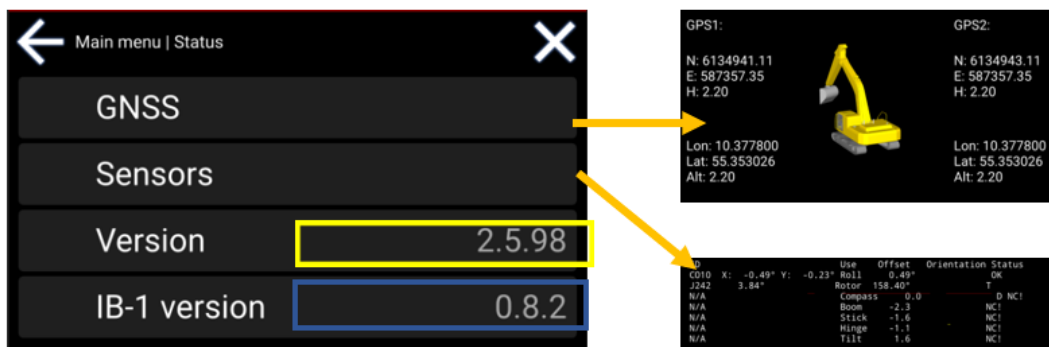 Main menu | Status
GNSS
Sensors
Version 2.5.98
IB-1 version 0.8.2
GPS1: GPS2:
N: 6134941.11 N: 6134943.11
E: 587357.35 E: 587357.35
H: 2.20 H: 2.20
Lon: 10.377800 Lon: 10.377800
Lat: 55.353026 Lat: 55.353026
Alt: 2.20 Alt: 2.20
Use Offset Orientation Status
CO10 X: -0.49° Y: -0.23° Roll 0.49° OK
J242 3.84° Rotor 158.40° T
N/A Compass 0.0 D NC!
N/A Boom -2.3 NC!
N/A Stick -1.6 NC!
N/A Hinge -1.1 NC!
N/A Tilt 1.6 NC!